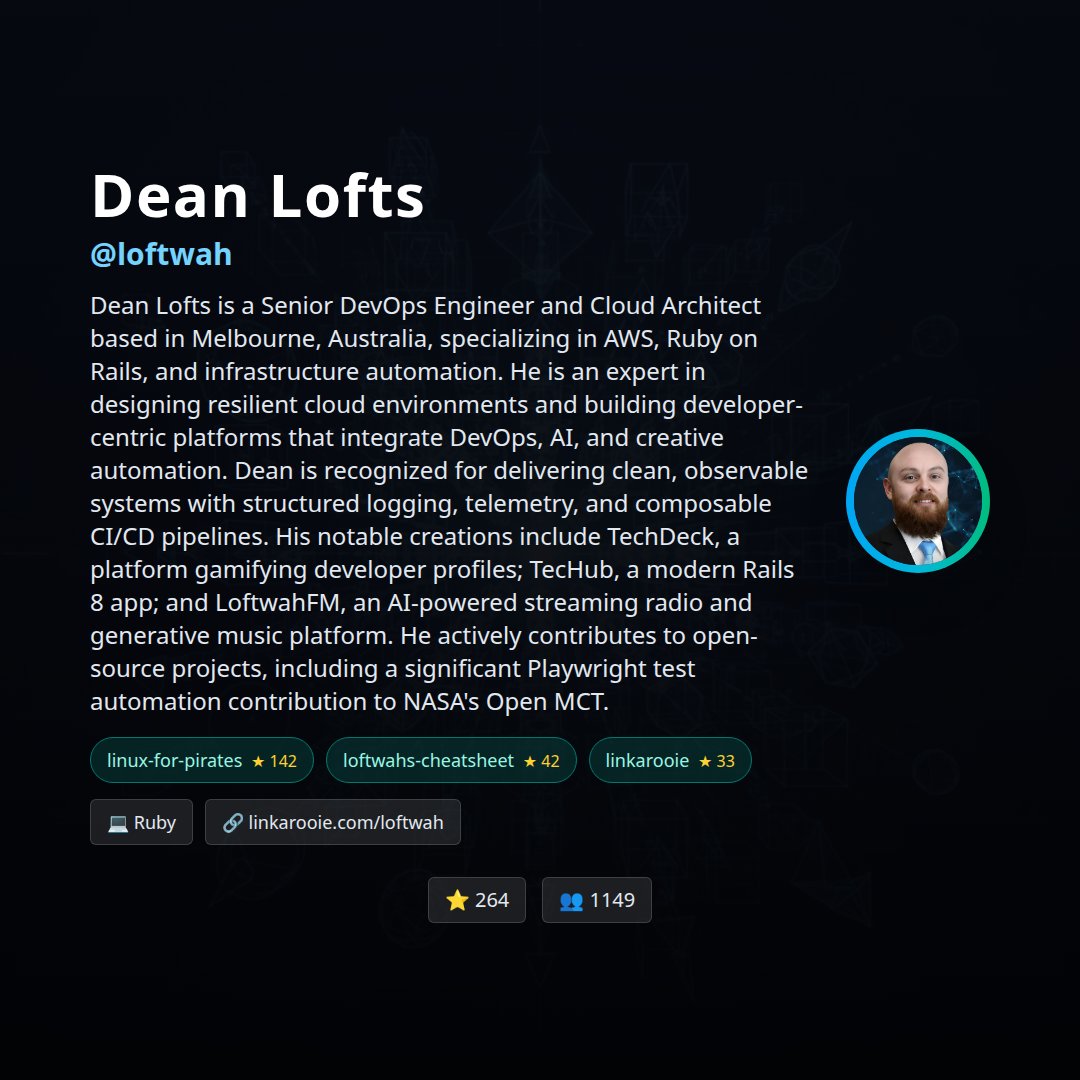 Dean Lofts
@loftwah
Dean Lofts is a Senior DevOps Engineer and Cloud Architect
based in Melbourne, Australia, specializing in AWS, Ruby on
Rails, and infrastructure automation. He is an expert in
designing resilient cloud environments and building developer-
centric platforms that integrate DevOps, AI, and creative
automation. Dean is recognized for delivering clean, observable
systems with structured logging, telemetry, and composable
CI/CD pipelines. His notable creations include TechDeck, a
platform gamifying developer profiles; TecHub, a modern Rails
8 app; and LoftwahFM, an AI-powered streaming radio and
generative music platform. He actively contributes to open-
source projects, including a significant Playwright test
automation contribution to NASA's Open MCT.
linux-for-pirates ★ 142 loftwahs-cheatsheet ★ 42 linkarooie ★ 33
💻 Ruby 🔗 linkarooie.com/loftwah
⭐ 264 👥 1149